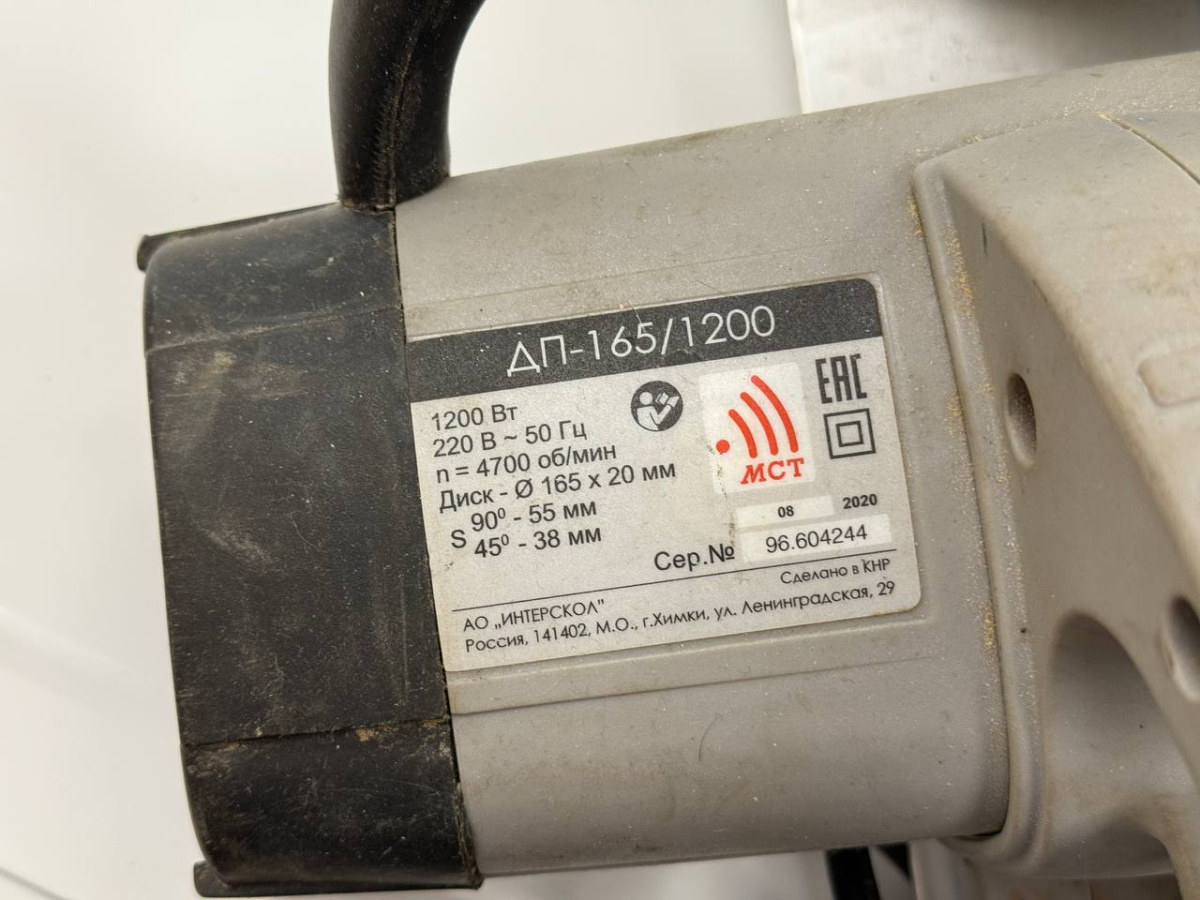 ДП-165/1200
1200 Вт
220 В ~ 50 Гц
n = 4700 об/мин
Диск - Ø 165 x 20 мм
S 90⁰ - 55 мм
45⁰ - 38 мм
МСТ
ЕАС
08 2020
Сер.№ 96.604244
Сделано в КНР
АО „ИНТЕРСКОЛ"
Россия, 141402, М.О., г.Химки, ул. Ленинградская, 29